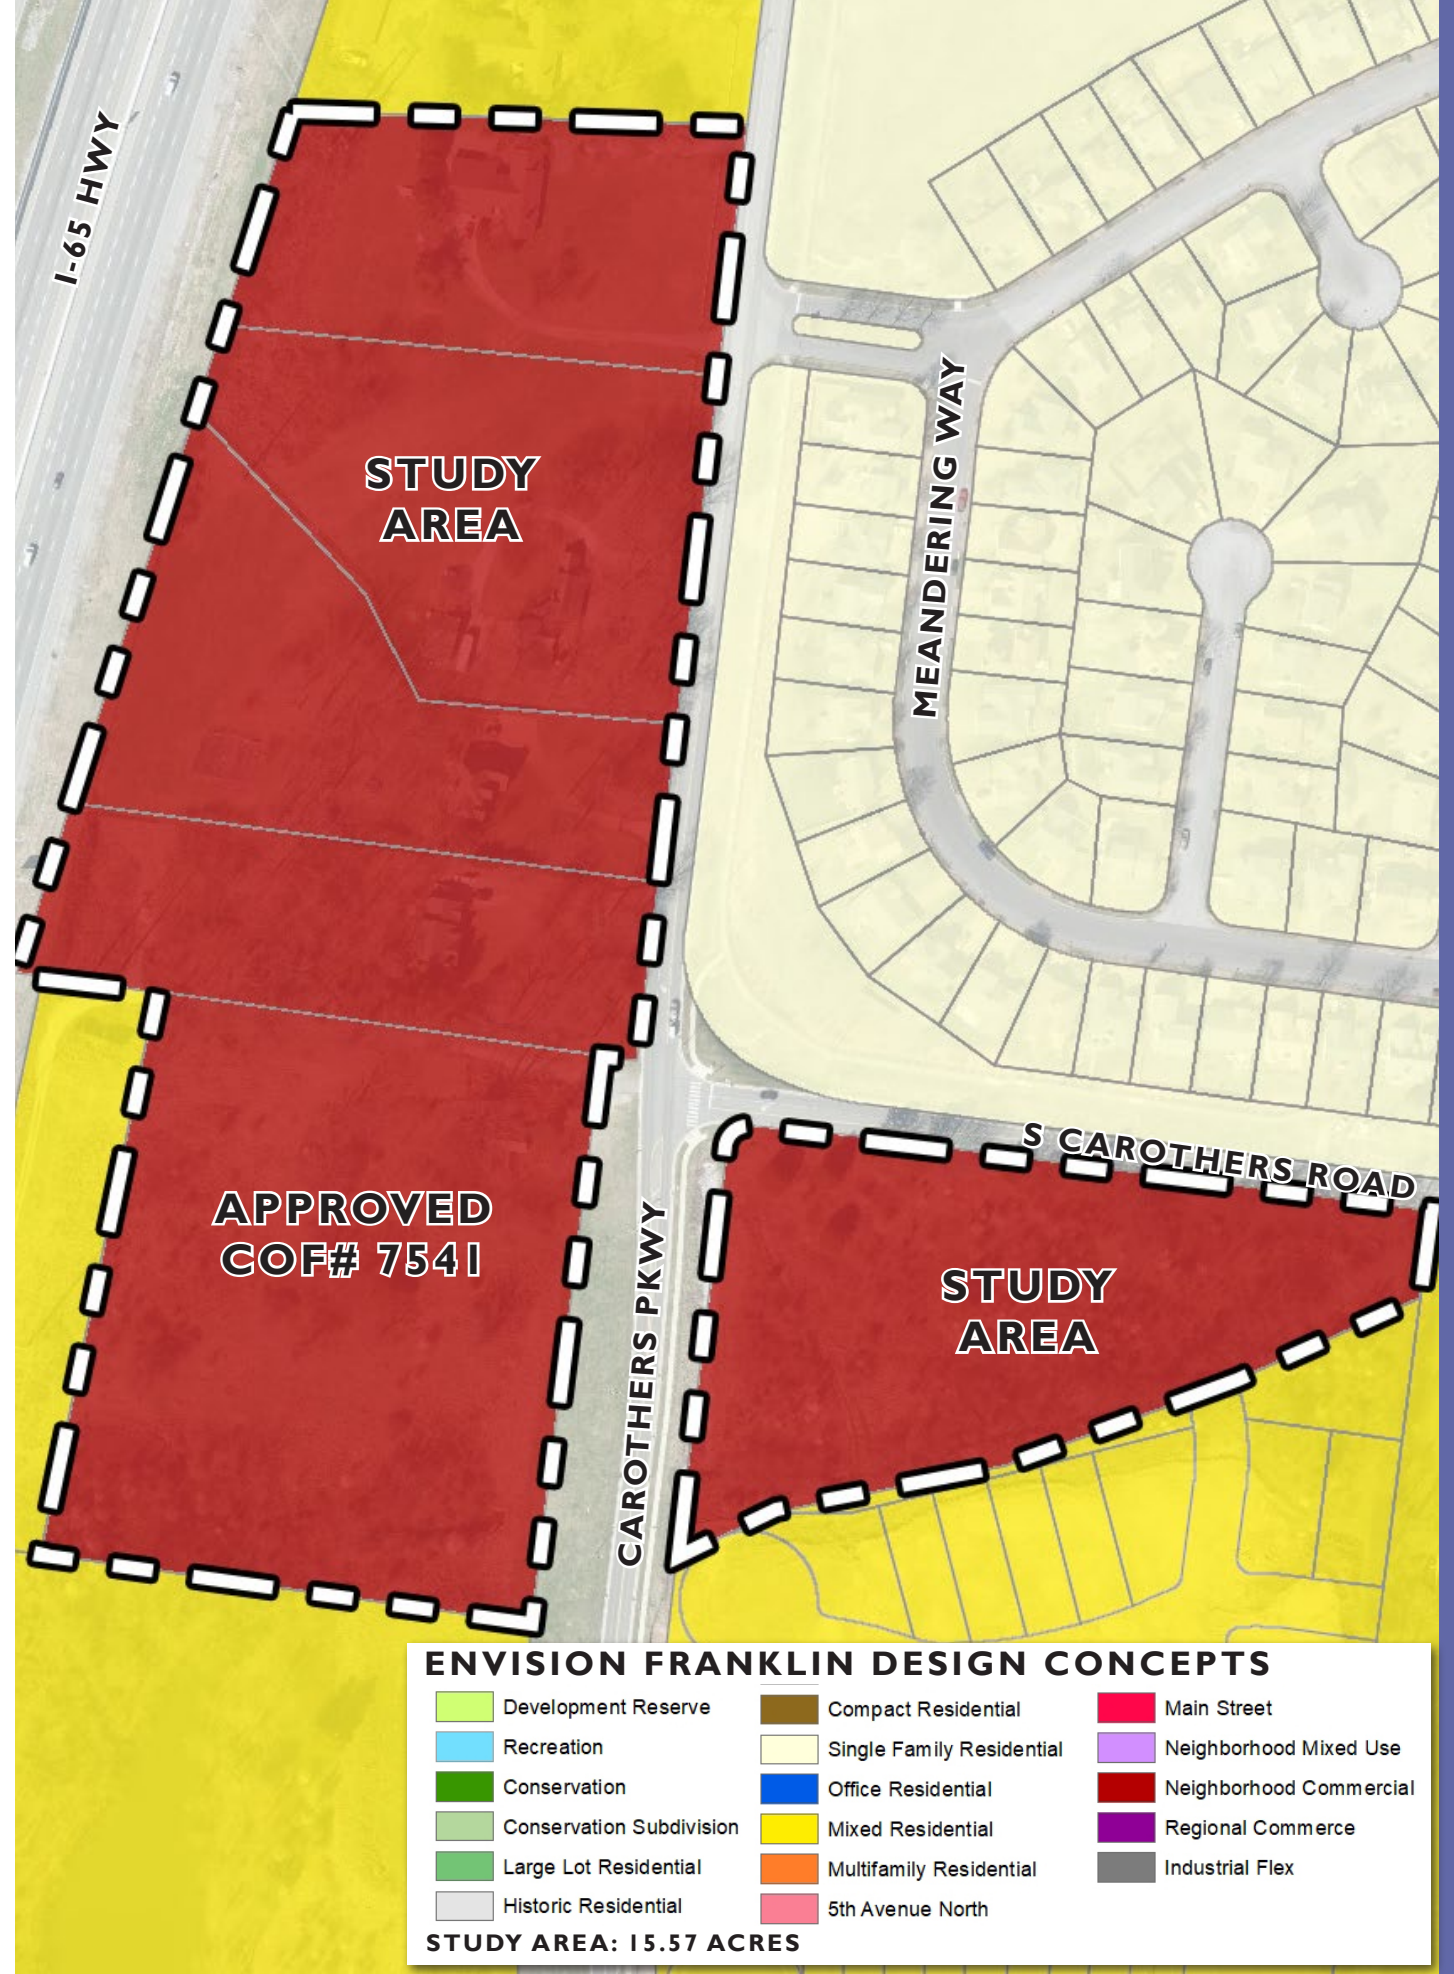 I-65 HWY
STUDY
AREA
MEANDERING WAY
S CAROTHERS ROAD
APPROVED
COF# 7541
CAROTHERS PKWY
STUDY
AREA
ENVISION FRANKLIN DESIGN CONCEPTS
Development Reserve
Recreation
Conservation
Conservation Subdivision
Large Lot Residential
Historic Residential
Compact Residential
Single Family Residential
Office Residential
Mixed Residential
Multifamily Residential
5th Avenue North
Main Street
Neighborhood Mixed Use
Neighborhood Commercial
Regional Commerce
Industrial Flex
STUDY AREA: 15.57 ACRES